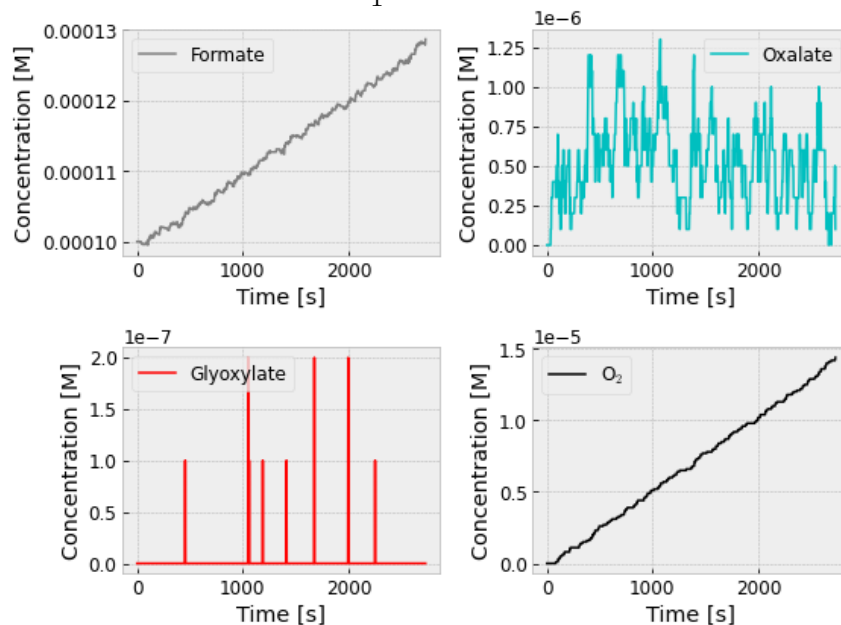 Formate
Concentration [M]
0.00013
0.00012
0.00011
0.00010
0 1000 2000
Time [s]
1e−6
Oxalate
Concentration [M]
1.25
1.00
0.75
0.50
0.25
0.00
0 1000 2000
Time [s]
1e−7
Glyoxylate
Concentration [M]
2.0
1.5
1.0
0.5
0.0
0 1000 2000
Time [s]
1e−5
O₂
Concentration [M]
1.5
1.0
0.5
0.0
0 1000 2000
Time [s]